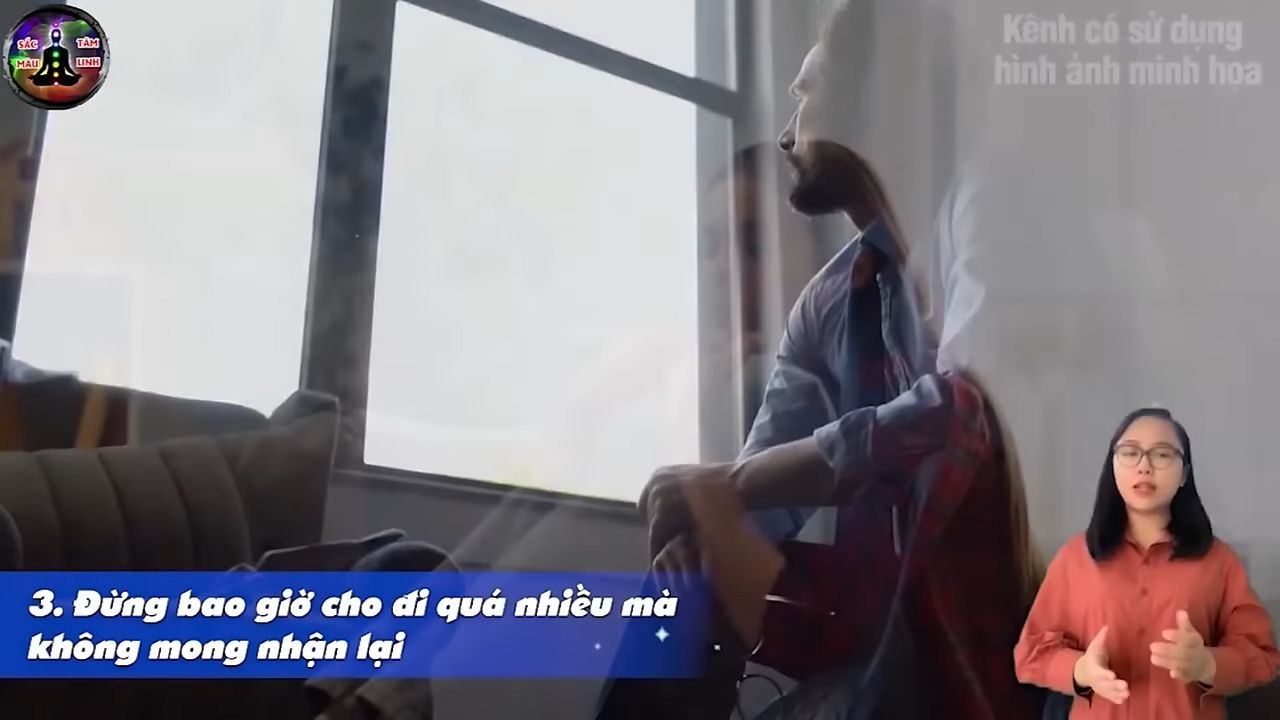 SẮC TÂM
MÀU LINH
Kênh có sử dụng
hình ảnh minh họa
3. Đừng bao giờ cho đi quá nhiều mà
không mong nhận lại